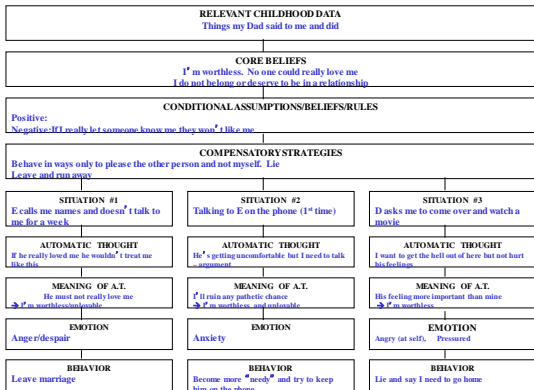 RELEVANT CHILDHOOD DATA
Things my Dad said to me and did
CORE BELIEFS
I'm worthless. No one could really love me
I do not belong or deserve to be in a relationship
CONDITIONAL ASSUMPTIONS/BELIEFS/RULES
Positive:
Negative:If I really let someone know me they won't like me
COMPENSATORY STRATEGIES
Behave in ways only to please the other person and not myself. Lie
Leave and run away
SITUATION #1
E calls me names and doesn't talk to
me for a week
AUTOMATIC THOUGHT
If he really loved me he wouldn't treat me
like this
MEANING OF A.T.
He must not really love me
→ I'm worthless/unlovable
EMOTION
Anger/despair
BEHAVIOR
Leave marriage
SITUATION #2
Talking to E on the phone (1st time)
AUTOMATIC THOUGHT
He's getting uncomfortable but I need to talk
– argument
MEANING OF A.T.
I'll ruin any pathetic chance
→ I'm worthless and unlovable
EMOTION
Anxiety
BEHAVIOR
Become more "needy" and try to keep
him on the phone
SITUATION #3
D asks me to come over and watch a
movie
AUTOMATIC THOUGHT
I want to get the hell out of here but not hurt
his feelings
MEANING OF A.T.
His feeling more important than mine
→ I'm worthless
EMOTION
Angry (at self), Pressured
BEHAVIOR
Lie and say I need to go home